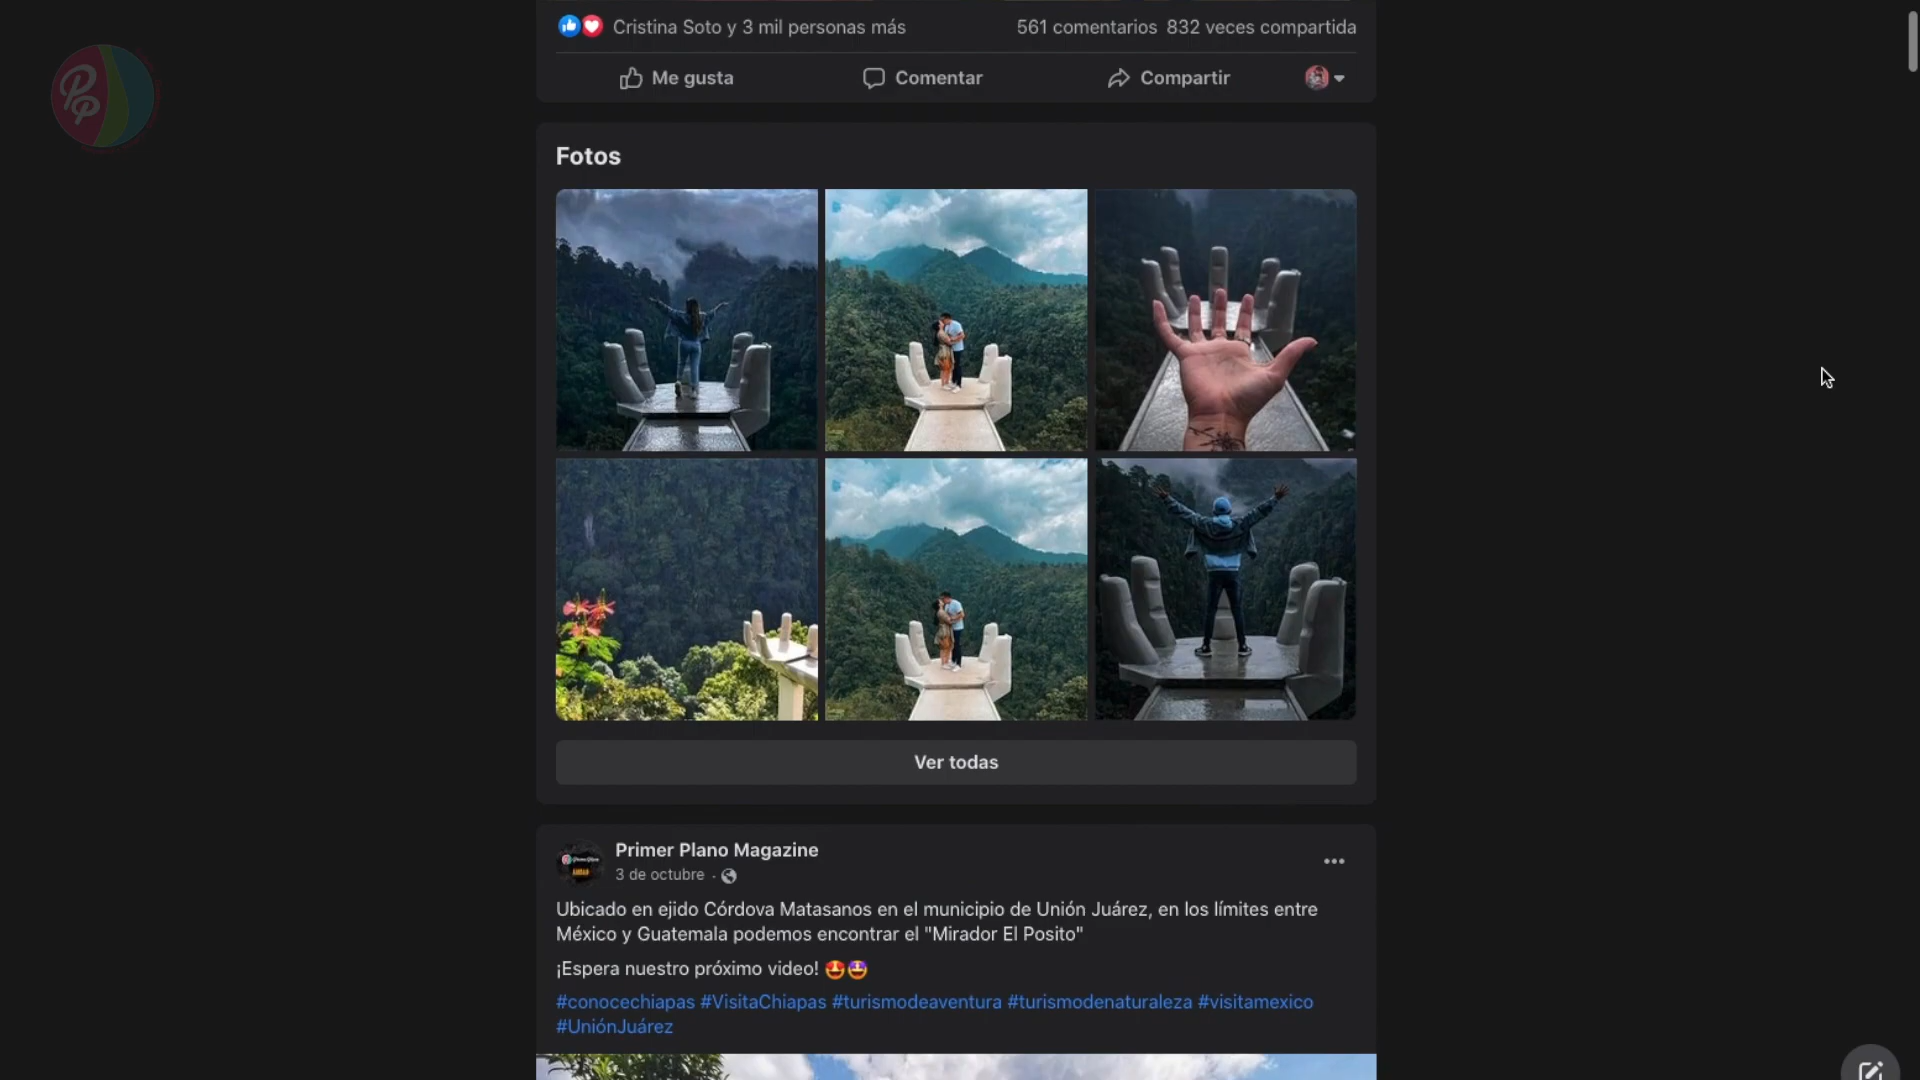 Cristina Soto y 3 mil personas más
561 comentarios 832 veces compartida
Me gusta
Comentar
Compartir
Fotos
Ver todas
Primer Plano Magazine
3 de octubre ·
Ubicado en ejido Córdova Matasanos en el municipio de Unión Juárez, en los límites entre
México y Guatemala podemos encontrar el "Mirador El Posito"
¡Espera nuestro próximo video! 🤩🤩
#conocechiapas #VisitaChiapas #turismodeaventura #turismodenaturaleza #visitamexico
#UniónJuárez